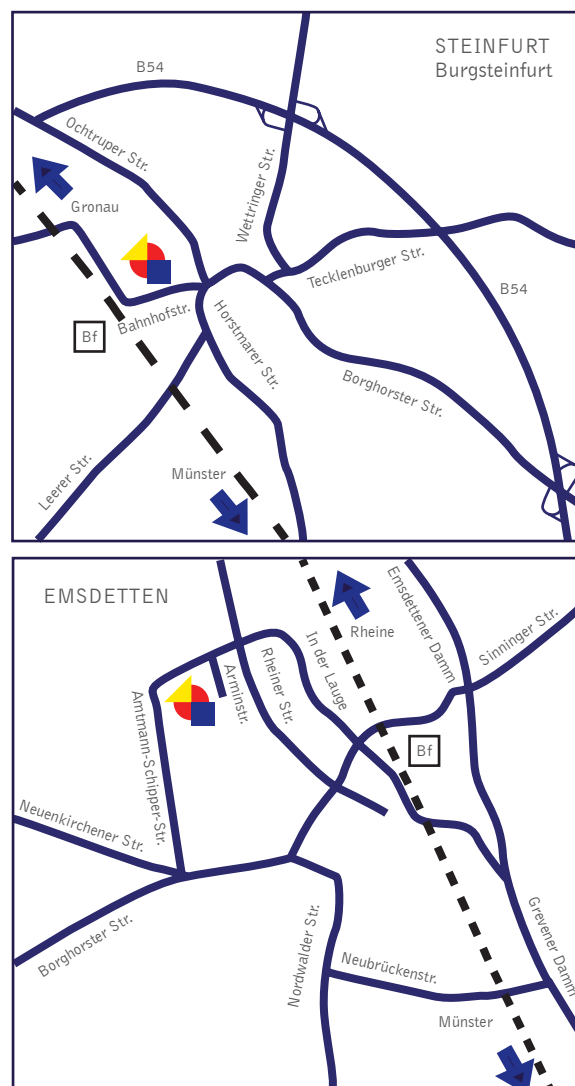 STEINFURT
Burgsteinfurt
B54
Ochtruper Str.
Wettringer Str.
Gronau
Tecklenburger Str.
B54
Bahnhofstr.
Bf
Horstmarer Str.
Borghorster Str.
Leerer Str.
Münster
EMSDETTEN
Emsdettener Damm
Rheine
Sinninger Str.
In der Lauge
Rheiner Str.
Arminstr.
Amtmann-Schipper-Str.
Bf
Neuenkirchener Str.
Borghorster Str.
Nordwalder Str.
Neubrückenstr.
Grevener Damm
Münster